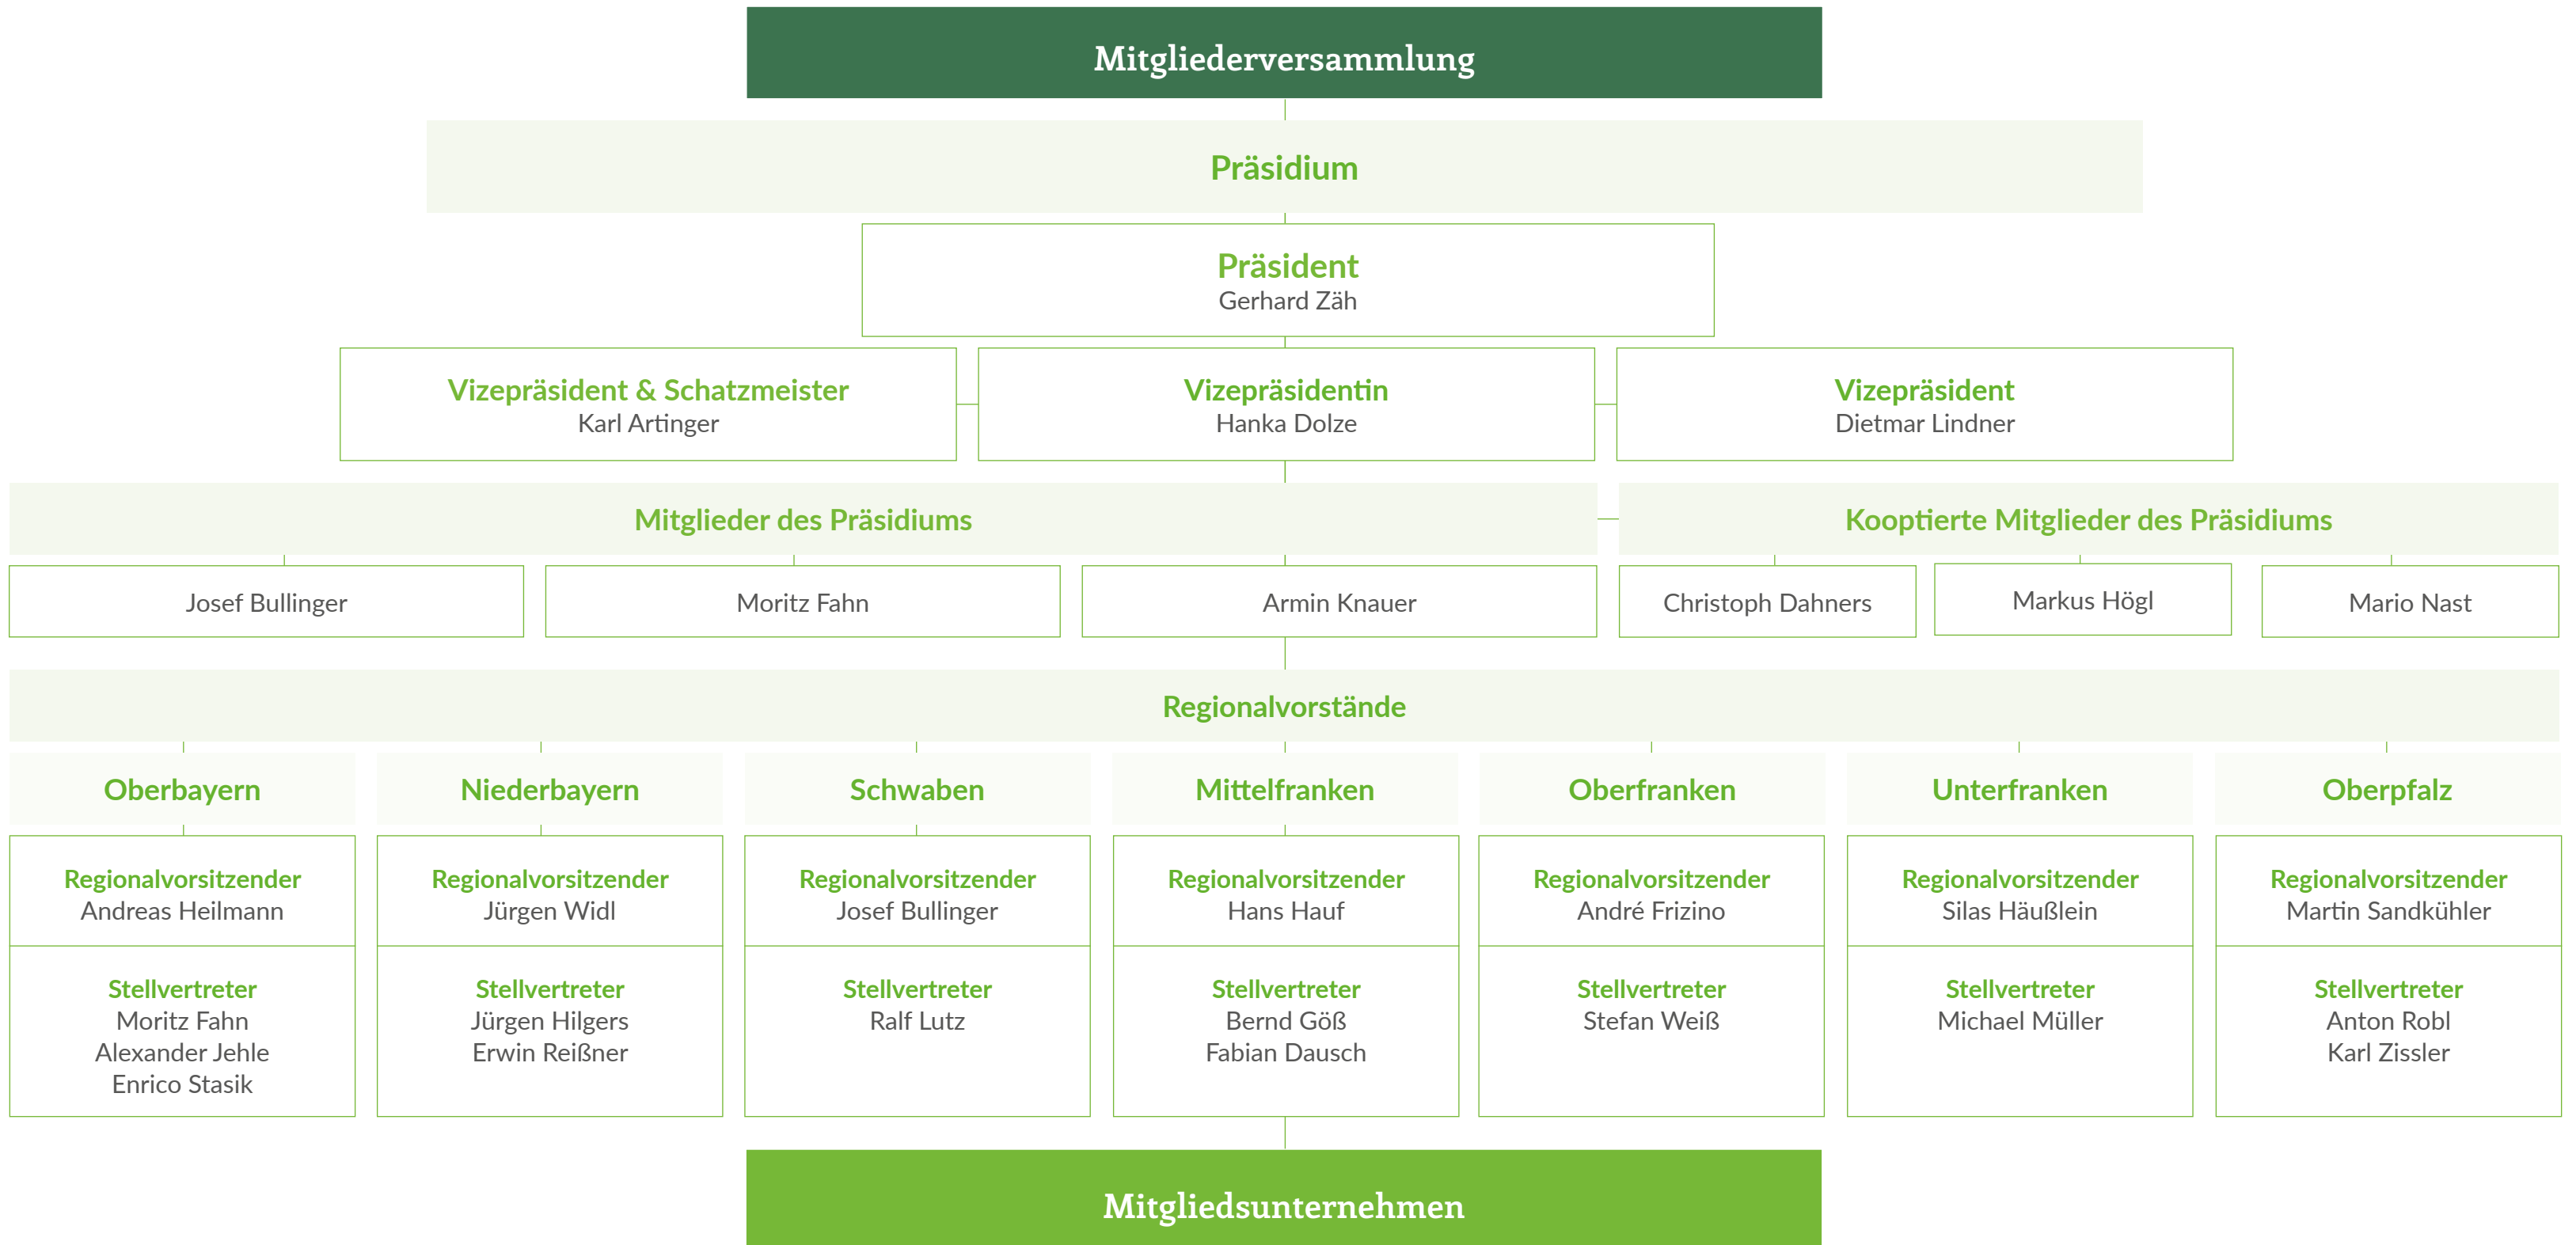 Mitgliederversammlung
Präsidium
Präsident
Gerhard Zäh
Vizepräsident & Schatzmeister
Karl Artinger
Vizepräsidentin
Hanka Dolze
Vizepräsident
Dietmar Lindner
Mitglieder des Präsidiums
Kooptierte Mitglieder des Präsidiums
Josef Bullinger
Moritz Fahn
Armin Knauer
Christoph Dahners
Markus Högl
Mario Nast
Regionalvorstände
Oberbayern
Regionalvorsitzender
Andreas Heilmann
Stellvertreter
Moritz Fahn
Alexander Jehle
Enrico Stasik
Niederbayern
Regionalvorsitzender
Jürgen Widl
Stellvertreter
Jürgen Hilgers
Erwin Reißner
Schwaben
Regionalvorsitzender
Josef Bullinger
Stellvertreter
Ralf Lutz
Mittelfranken
Regionalvorsitzender
Hans Hauf
Stellvertreter
Bernd Göß
Fabian Dausch
Oberfranken
Regionalvorsitzender
André Frizino
Stellvertreter
Stefan Weiß
Unterfranken
Regionalvorsitzender
Silas Häußlein
Stellvertreter
Michael Müller
Oberpfalz
Regionalvorsitzender
Martin Sandkühler
Stellvertreter
Anton Robl
Karl Zissler
Mitgliedsunternehmen